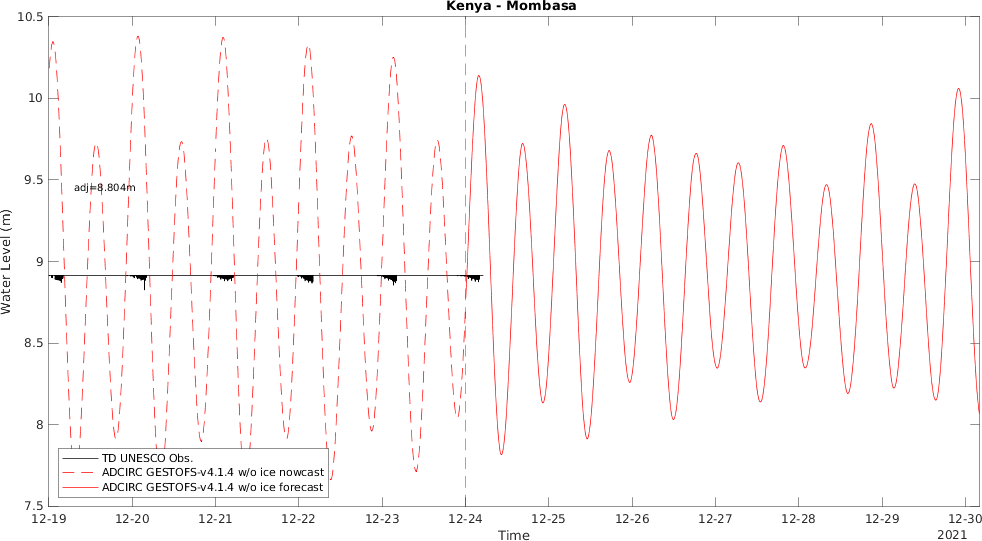 Kenya - Mombasa
10.5
10
9.5
9
8.5
8
7.5
Water Level (m)
adj=8.804m
TD UNESCO Obs.
ADCIRC GESTOFS-v4.1.4 w/o ice nowcast
ADCIRC GESTOFS-v4.1.4 w/o ice forecast
12-19 12-20 12-21 12-22 12-23 12-24 12-25 12-26 12-27 12-28 12-29 12-30
Time
2021